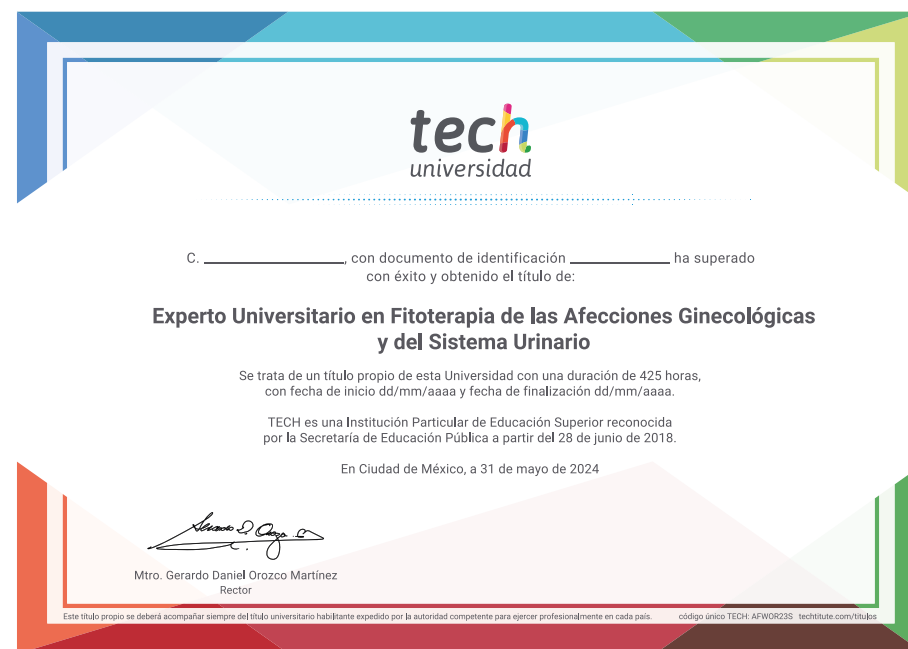 tech
universidad
C. ____________, con documento de identificación ____________ ha superado
con éxito y obtenido el título de:
Experto Universitario en Fitoterapia de las Afecciones Ginecológicas
y del Sistema Urinario
Se trata de un título propio de esta Universidad con una duración de 425 horas,
con fecha de inicio dd/mm/aaaa y fecha de finalización dd/mm/aaaa.
TECH es una Institución Particular de Educación Superior reconocida
por la Secretaría de Educación Pública a partir del 28 de junio de 2018.
En Ciudad de México, a 31 de mayo de 2024
Mtro. Gerardo Daniel Orozco Martínez
Rector
Este título propio se deberá acompañar siempre del título universitario habilitante expedido por la autoridad competente para ejercer profesionalmente en cada país. código único TECH: AFWOR23S techtitute.com/titulos